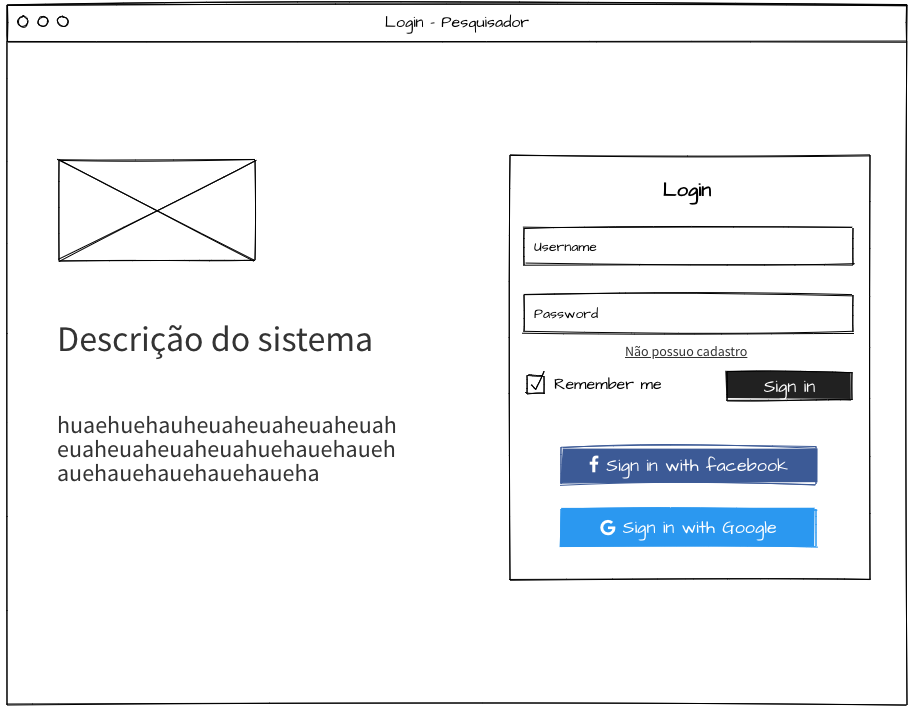 Login - Pesquisador
Descrição do sistema
huaehuehauheuaheuaheuaheuah
euaheuaheuaheuahuehauehaueh
auehauehauehauehaueha
Login
Username
Password
Não possuo cadastro
Remember me
Sign in
Sign in with facebook
Sign in with Google